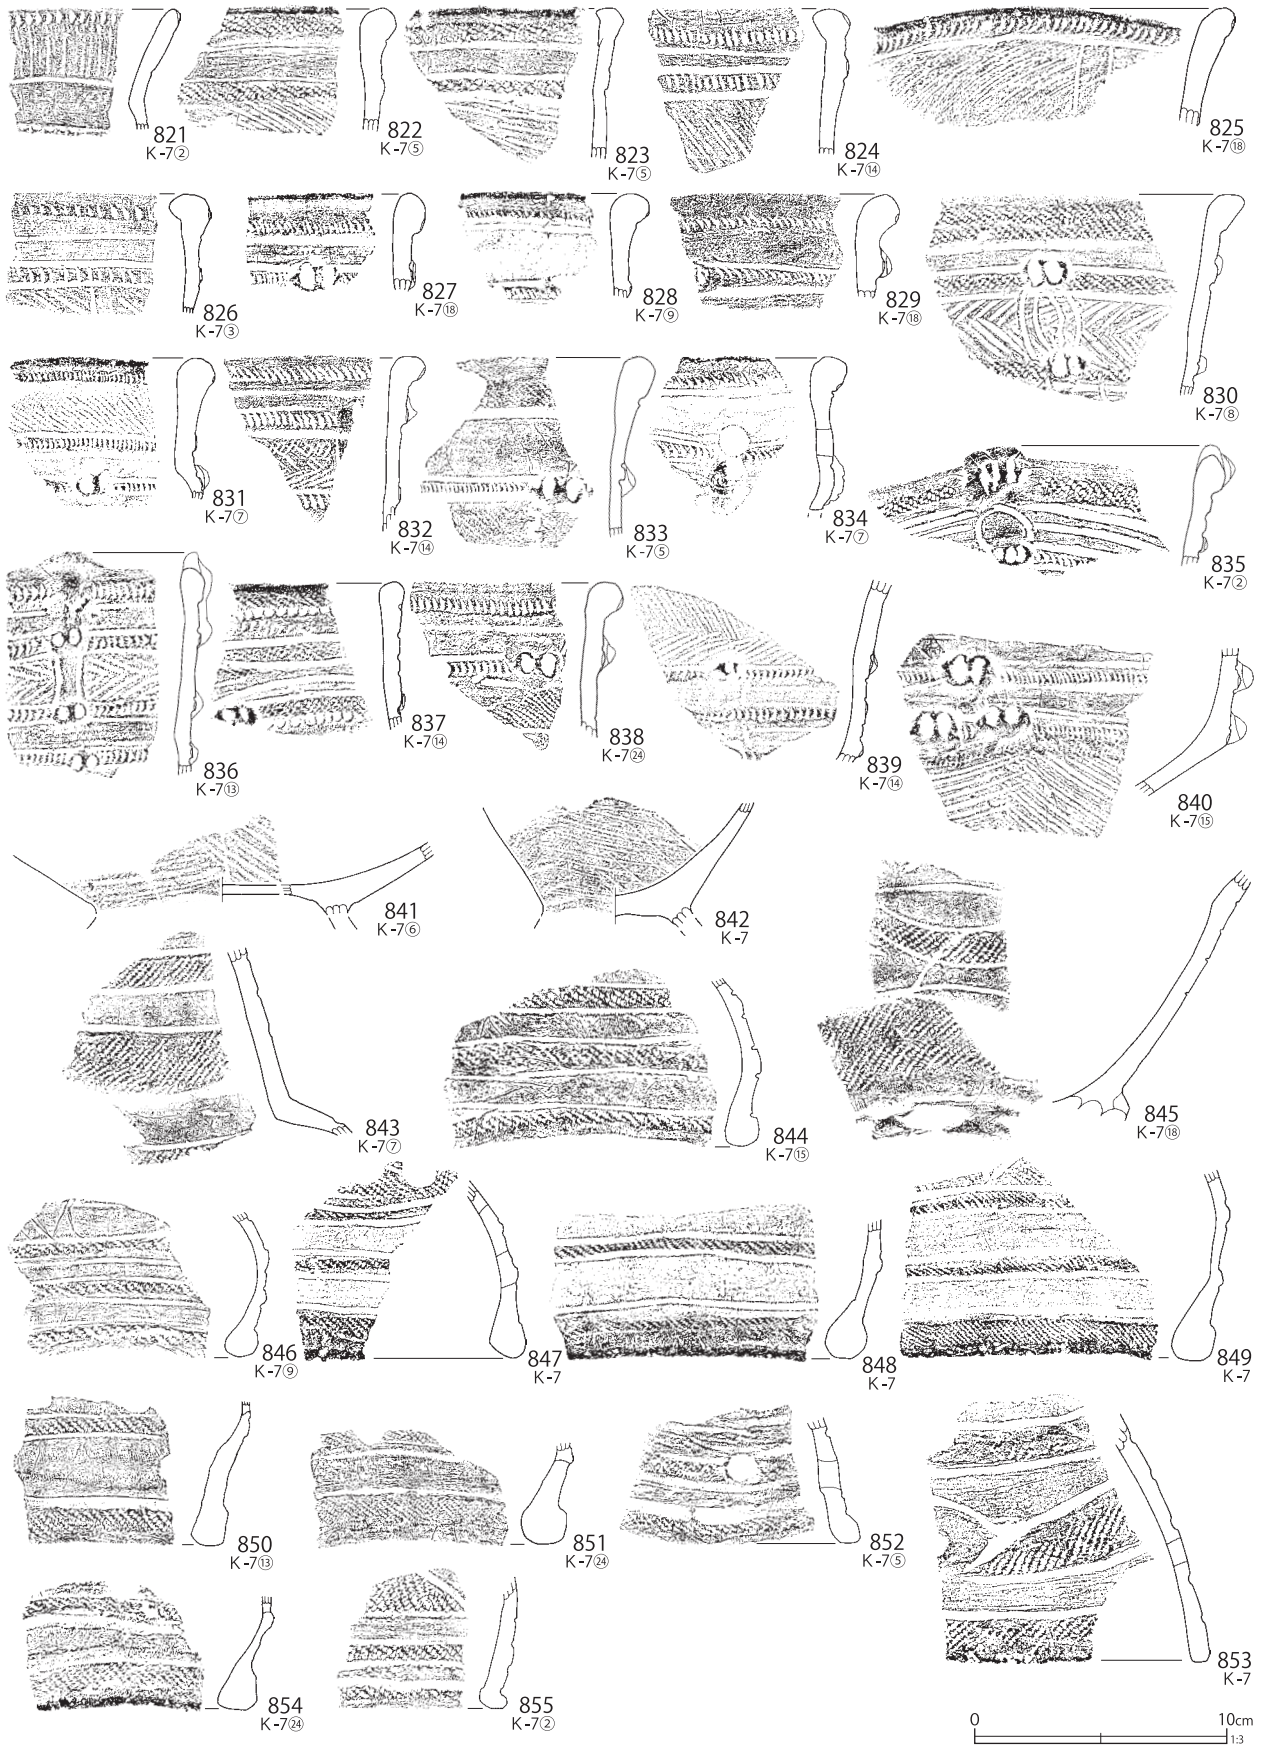 821
K-7②
822
K-7⑤
823
K-7⑤
824
K-7⑭
825
K-7⑱
826
K-7③
827
K-7⑱
828
K-7⑨
829
K-7⑱
830
K-7⑧
831
K-7⑦
832
K-7⑭
833
K-7⑤
834
K-7⑦
835
K-7②
836
K-7⑬
837
K-7⑭
838
K-7㉔
839
K-7⑭
840
K-7⑮
841
K-7⑥
842
K-7
843
K-7⑦
844
K-7⑮
845
K-7⑱
846
K-7⑨
847
K-7
848
K-7
849
K-7
850
K-7⑬
851
K-7㉔
852
K-7⑤
853
K-7
854
K-7㉔
855
K-7②
0 10cm
1:3